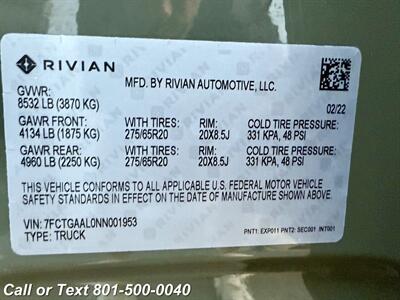 RIVIAN
MFD. BY RIVIAN AUTOMOTIVE, LLC.
GVWR:
8532 LB (3870 KG)
02/22
GAWR FRONT: WITH TIRES: RIM: COLD TIRE PRESSURE:
4134 LB (1875 KG) 275/65R20 20X8.5J 331 KPA, 48 PSI
GAWR REAR: WITH TIRES: RIM: COLD TIRE PRESSURE:
4960 LB (2250 KG) 275/65R20 20X8.5J 331 KPA, 48 PSI
THIS VEHICLE CONFORMS TO ALL APPLICABLE U.S. FEDERAL MOTOR VEHICLE
SAFETY STANDARDS IN EFFECT ON THE DATE OF MANUFACTURE SHOWN ABOVE.
VIN: 7FCTGAAL0NN001953
TYPE: TRUCK
PNT1: EXP011 PNT2: SEC001 INT001
Call or Text 801-500-0040